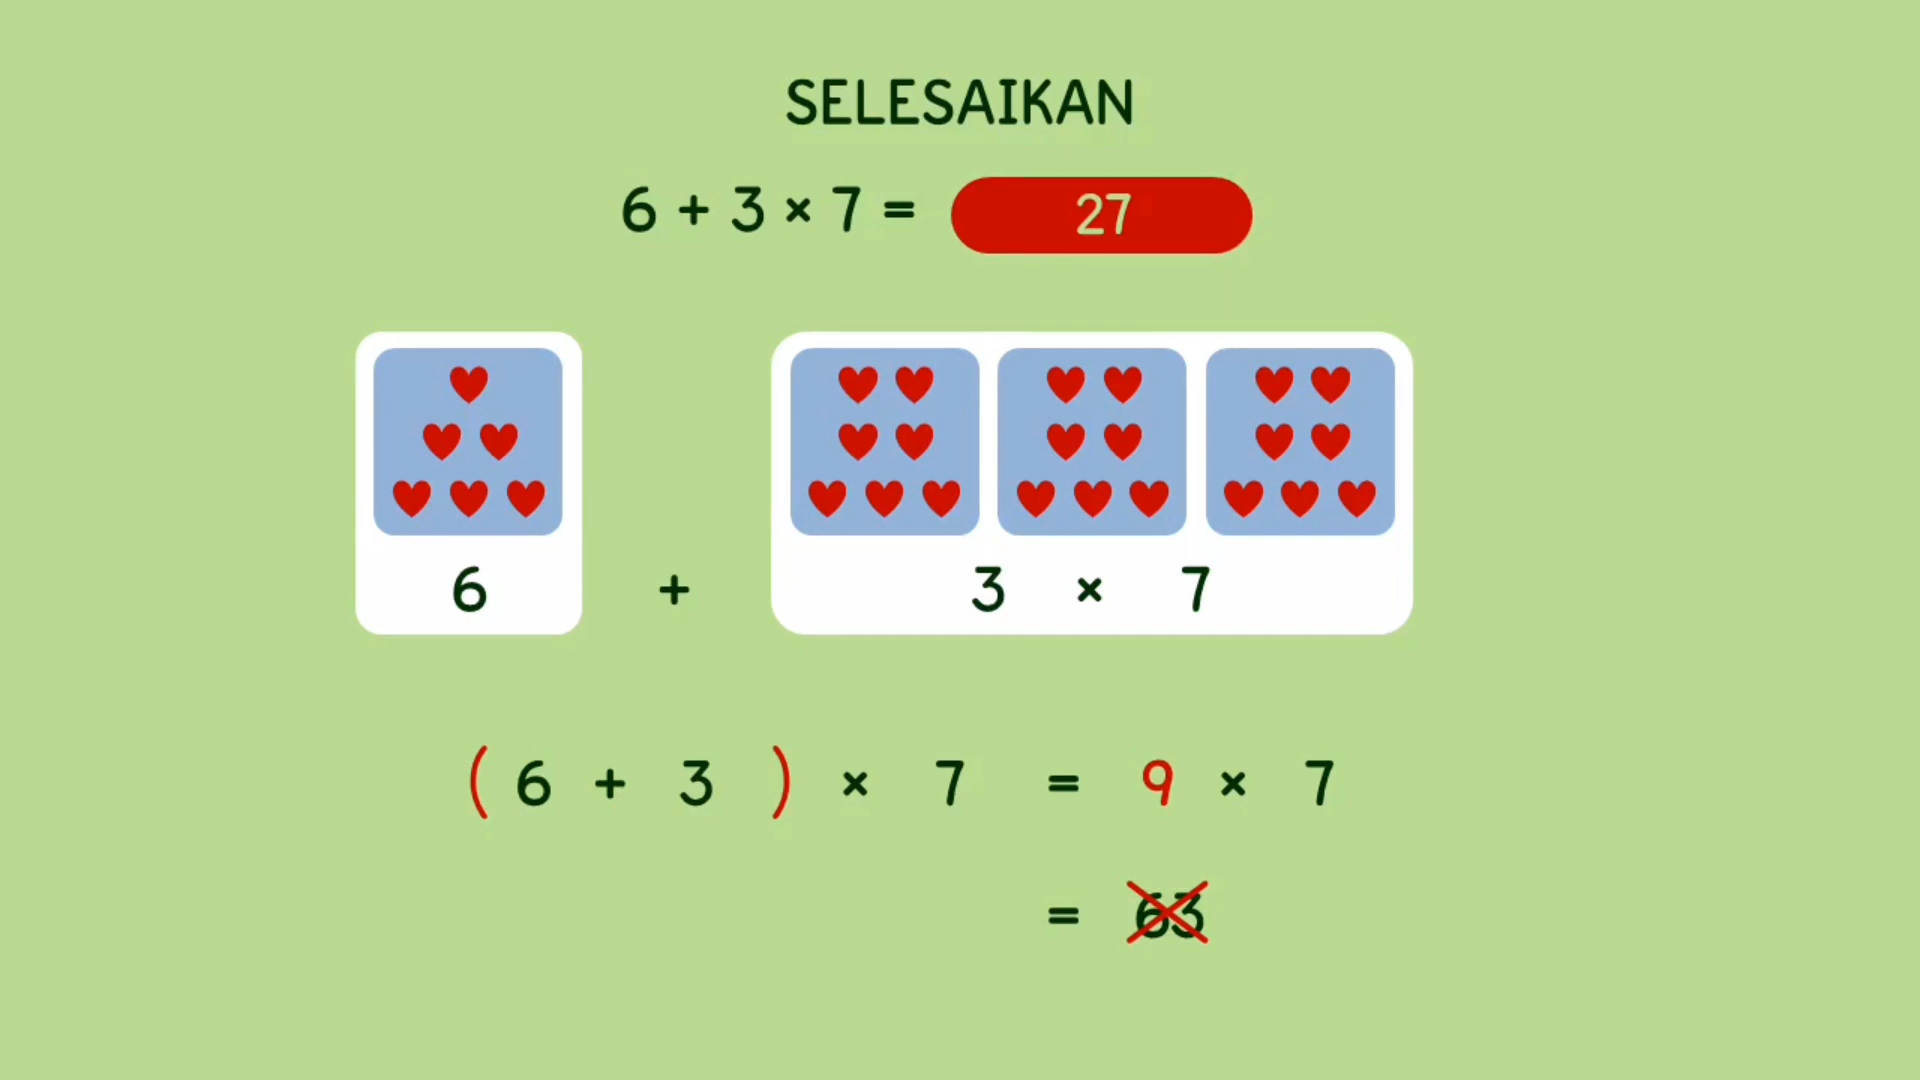 SELESAIKAN
6 + 3 × 7 = 27
6 + 3 × 7
( 6 + 3 ) × 7 = 9 × 7
= 63